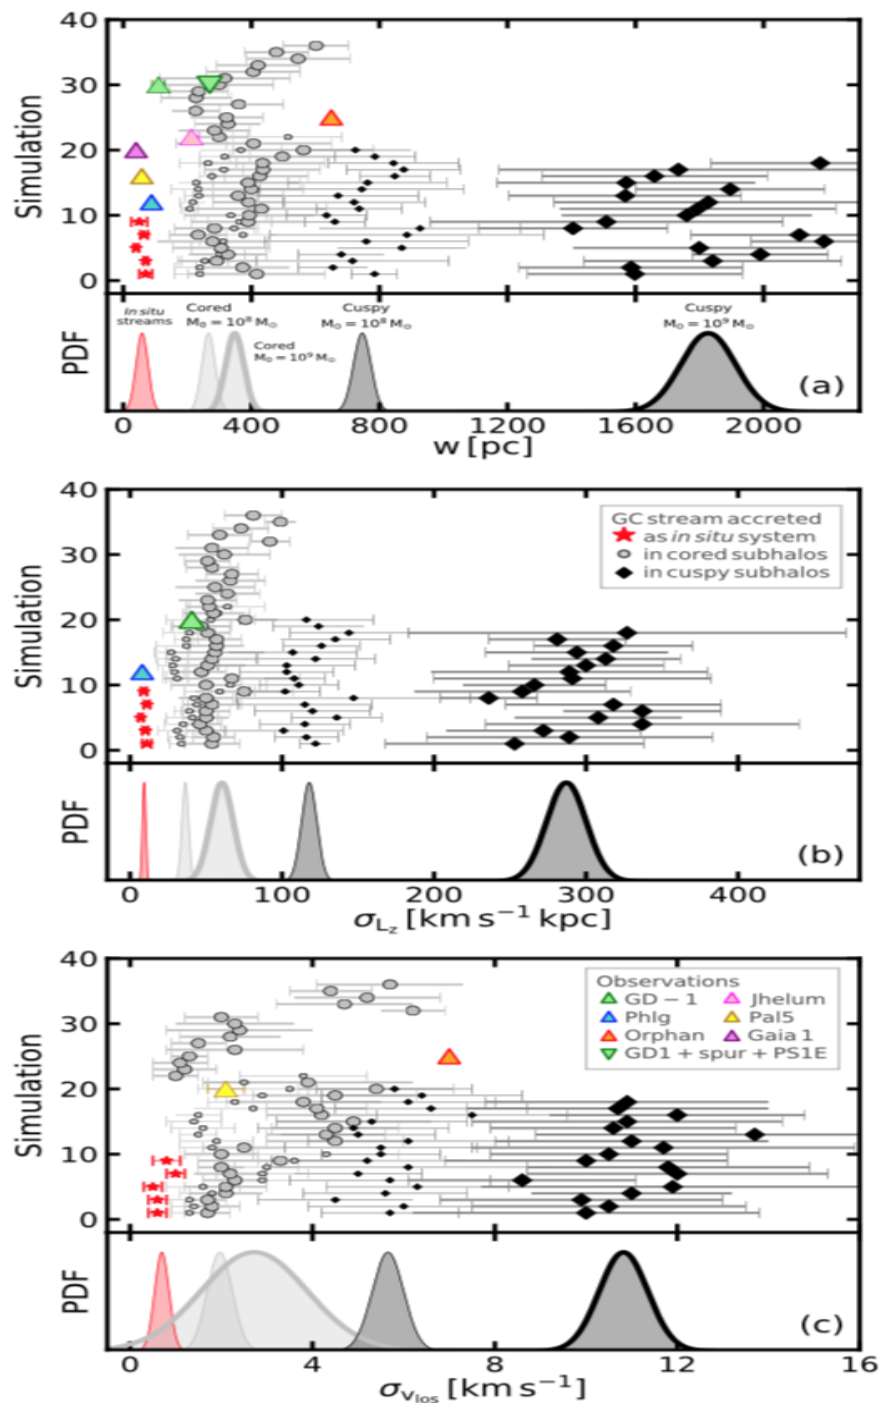 40
30
20
10
0
Simulation
In situ
streams
Cored
M₀ = 10⁸ M⊙
Cored
M₀ = 10⁹ M⊙
Cuspy
M₀ = 10⁸ M⊙
Cuspy
M₀ = 10⁹ M⊙
PDF
(a)
0 400 800 1200 1600 2000
w [pc]
40
30
20
10
0
Simulation
GC stream accreted
as in situ system
in cored subhalos
in cuspy subhalos
PDF
(b)
0 100 200 300 400
σ_Lz [km s⁻¹ kpc]
40
30
20
10
0
Simulation
Observations
GD − 1 Jhelum
Phlg Pal5
Orphan Gaia 1
GD1 + spur + PS1E
PDF
(c)
0 4 8 12 16
σ_Vlos [km s⁻¹]